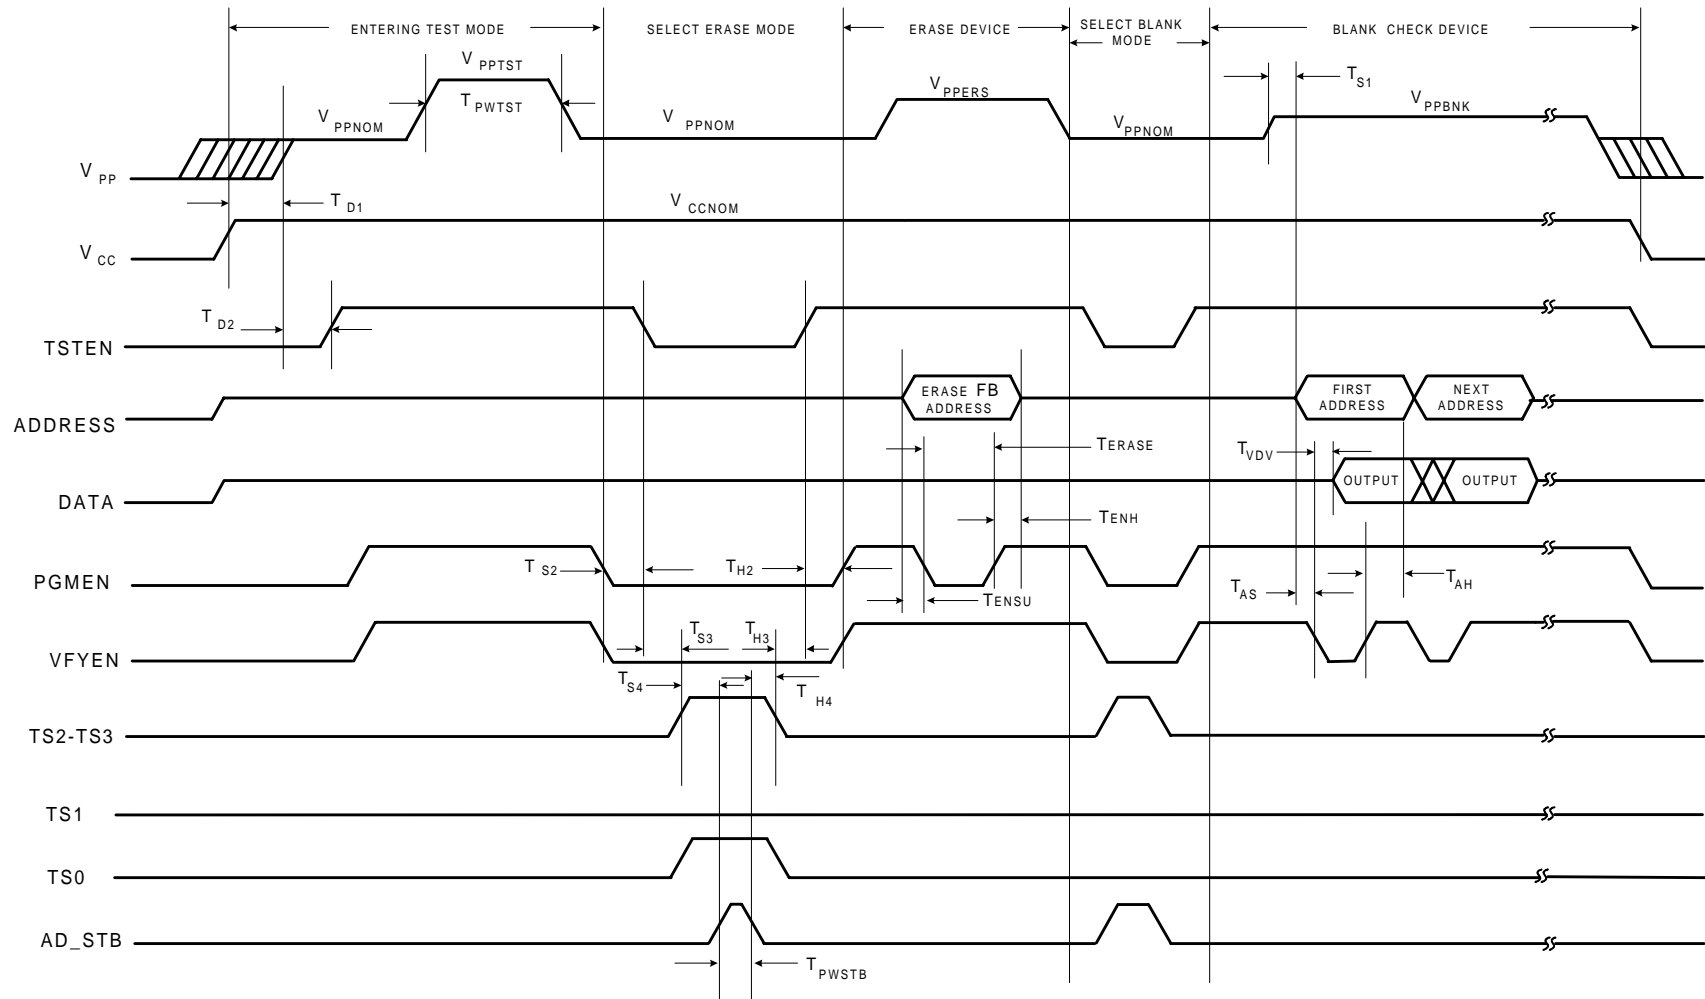 ENTERING TEST MODE
SELECT ERASE MODE
ERASE DEVICE
SELECT BLANK
MODE
BLANK CHECK DEVICE
V PPTST
T PWTST
V PPNOM
V PPNOM
V PPERS
V PPNOM
T S1
V PPBNK
V PP
T D1
V CCNOM
V CC
T D2
TSTEN
ERASE FB
ADDRESS
FIRST
ADDRESS
NEXT
ADDRESS
ADDRESS
TERASE
T VDV
OUTPUT
OUTPUT
DATA
TENH
T S2
T H2
PGMEN
TENSU
T AS
T AH
T S3
T H3
VFYEN
T S4
T H4
TS2-TS3
TS1
TS0
AD_STB
T PWSTB